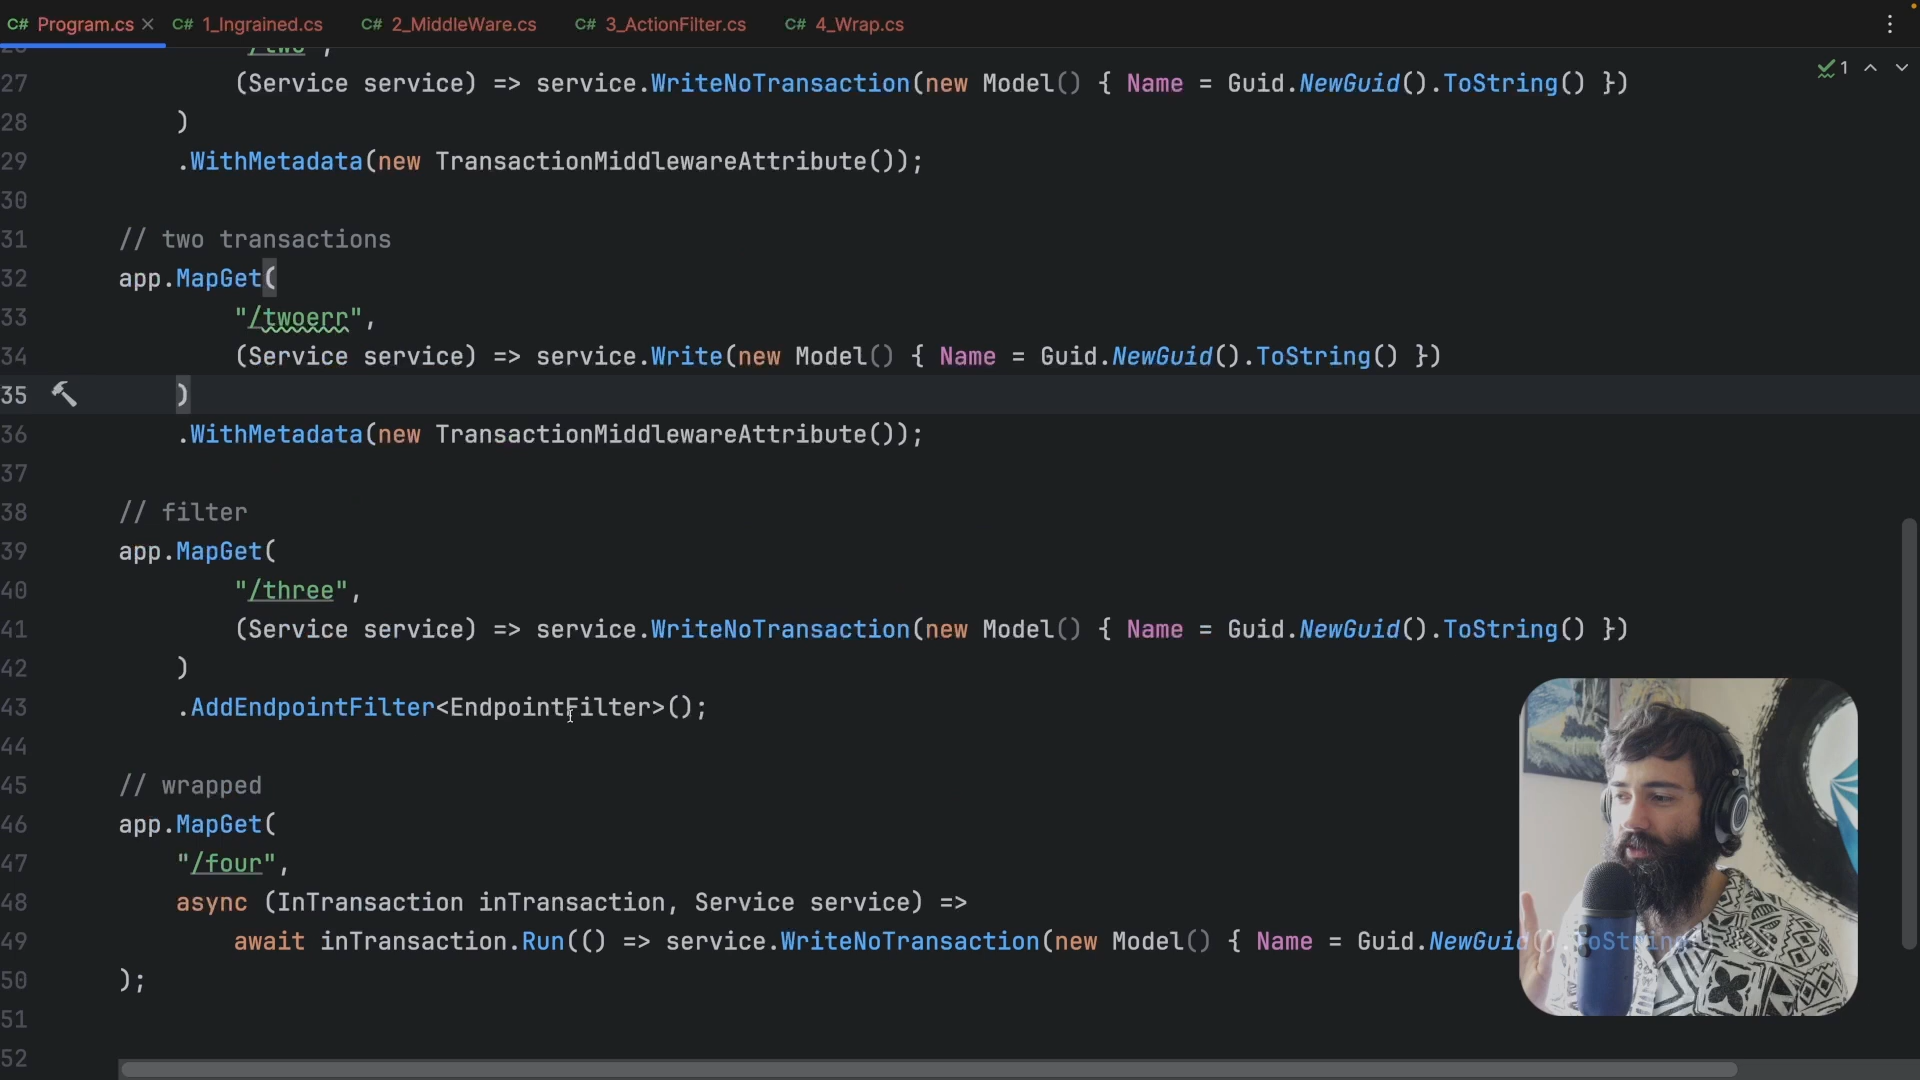 C# Program.cs C# 1_Ingrained.cs C# 2_MiddleWare.cs C# 3_ActionFilter.cs C# 4_Wrap.cs
"/two",
27 (Service service) => service.WriteNoTransaction(new Model() { Name = Guid.NewGuid().ToString() }) 1
28 )
29 .WithMetadata(new TransactionMiddlewareAttribute());
30
31 // two transactions
32 app.MapGet(
33 "/twoerr",
34 (Service service) => service.Write(new Model() { Name = Guid.NewGuid().ToString() })
35 )
36 .WithMetadata(new TransactionMiddlewareAttribute());
37
38 // filter
39 app.MapGet(
40 "/three",
41 (Service service) => service.WriteNoTransaction(new Model() { Name = Guid.NewGuid().ToString() })
42 )
43 .AddEndpointFilter<EndpointFilter>();
44
45 // wrapped
46 app.MapGet(
47 "/four",
48 async (InTransaction inTransaction, Service service) =>
49 await inTransaction.Run(() => service.WriteNoTransaction(new Model() { Name = Guid.NewGuid().ToString()
50 );
51
52